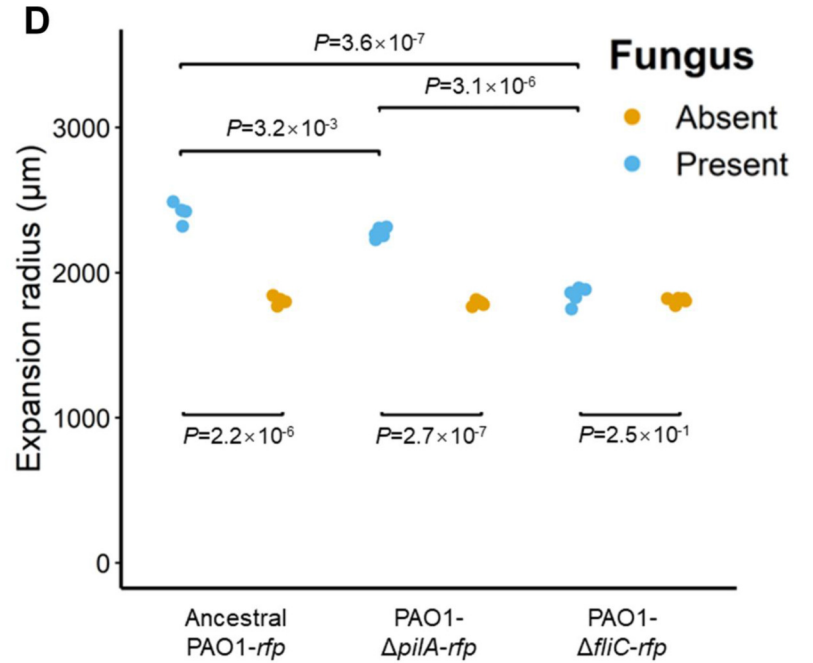 D
P=3.6×10⁻⁷
Fungus
P=3.1×10⁻⁶
Absent
P=3.2×10⁻³
Present
3000
2000
1000
0
Expansion radius (µm)
P=2.2×10⁻⁶
P=2.7×10⁻⁷
P=2.5×10⁻¹
Ancestral
PAO1-rfp
PAO1-
ΔpilA-rfp
PAO1-
ΔfliC-rfp